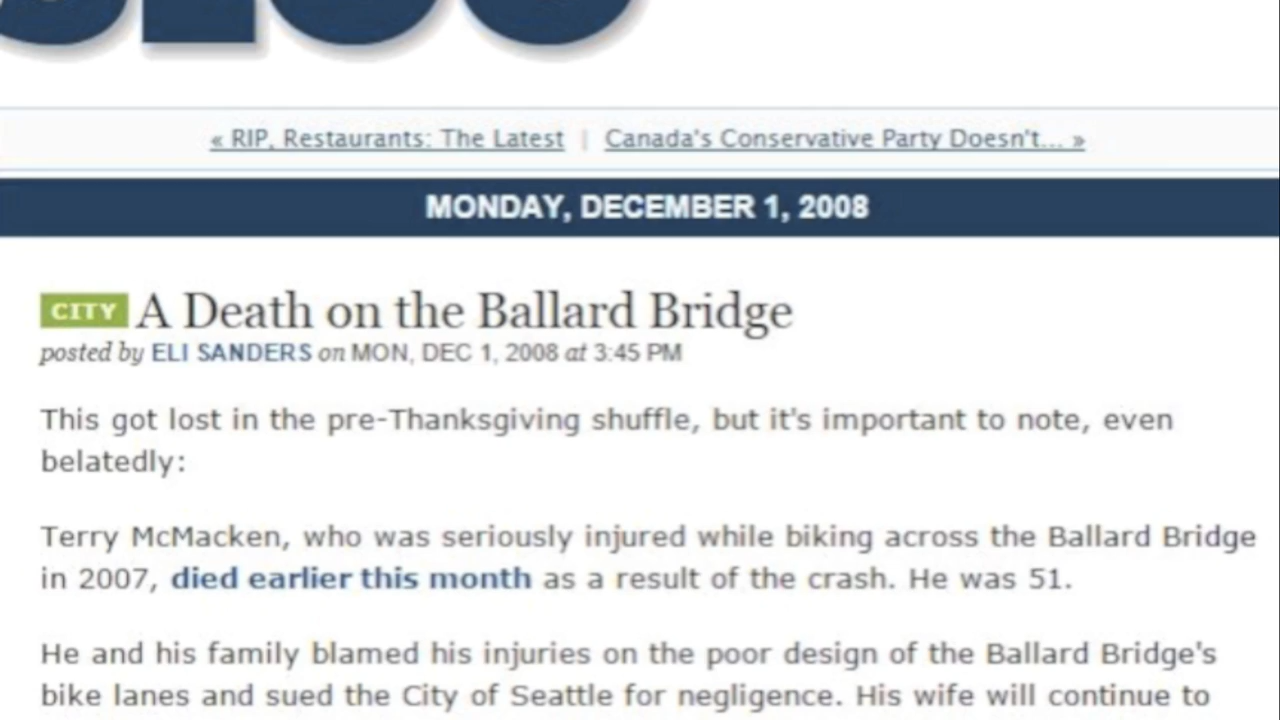 « RIP, Restaurants: The Latest | Canada's Conservative Party Doesn't... »
MONDAY, DECEMBER 1, 2008
CITY A Death on the Ballard Bridge
posted by ELI SANDERS on MON, DEC 1, 2008 at 3:45 PM
This got lost in the pre-Thanksgiving shuffle, but it's important to note, even
belatedly:
Terry McMacken, who was seriously injured while biking across the Ballard Bridge
in 2007, died earlier this month as a result of the crash. He was 51.
He and his family blamed his injuries on the poor design of the Ballard Bridge's
bike lanes and sued the City of Seattle for negligence. His wife will continue to